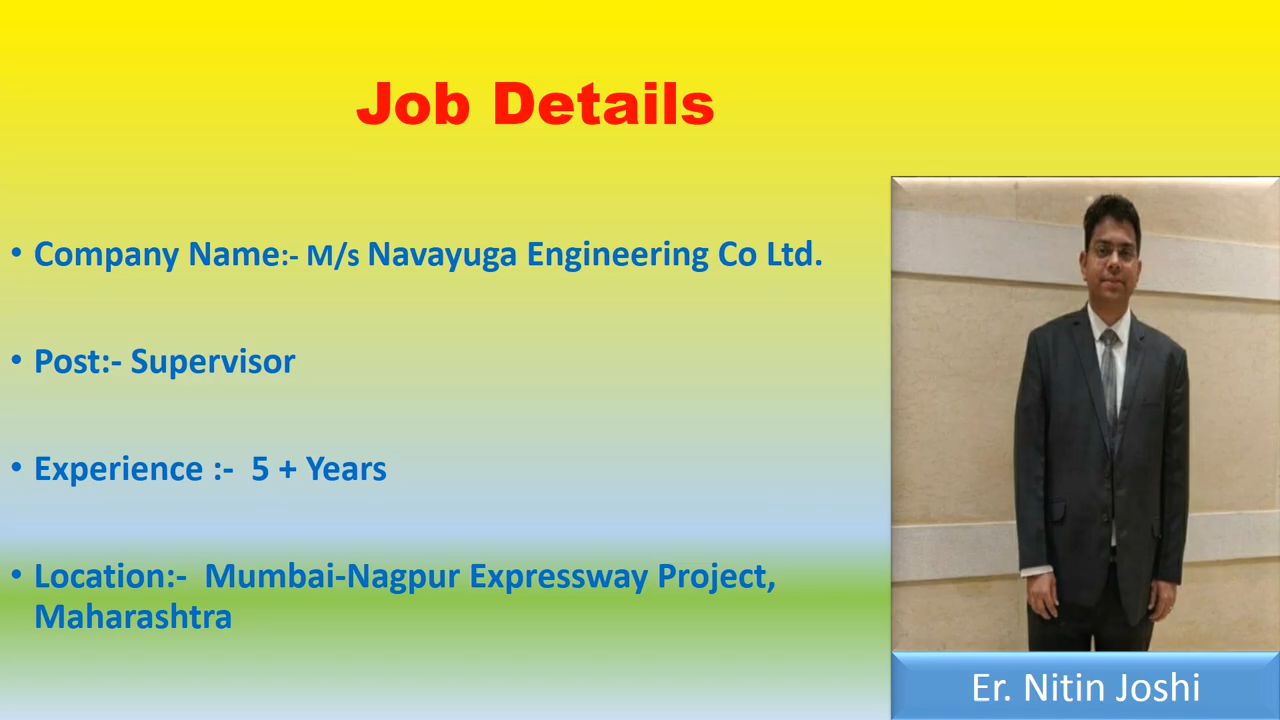 Job Details
• Company Name:- M/s Navayuga Engineering Co Ltd.
• Post:- Supervisor
• Experience :-  5 + Years
• Location:-  Mumbai-Nagpur Expressway Project,
Maharashtra
Er. Nitin Joshi